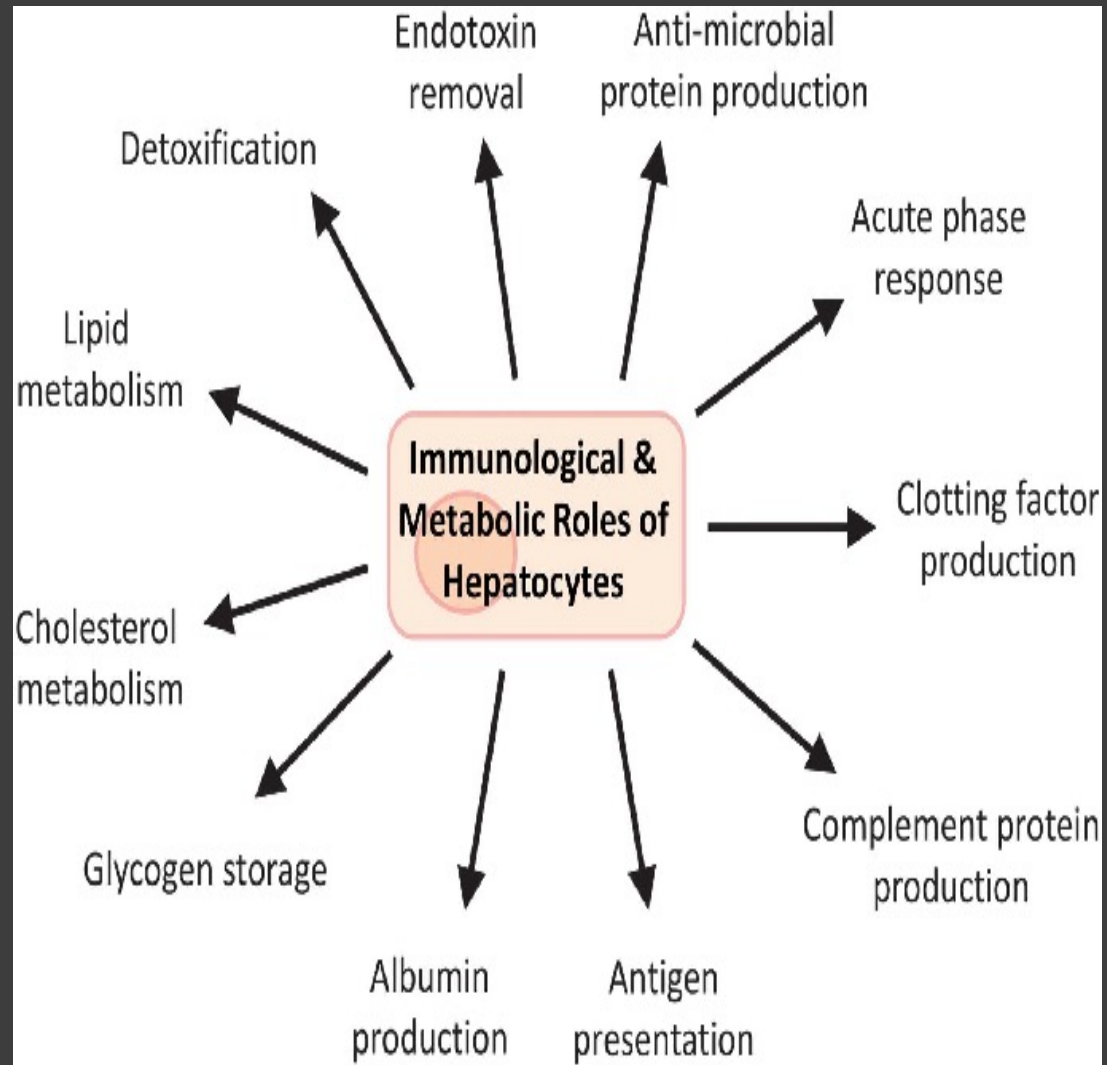 Endotoxin
removal
Anti-microbial
protein production
Detoxification
Acute phase
response
Lipid
metabolism
Immunological &
Metabolic Roles of
Hepatocytes
Clotting factor
production
Cholesterol
metabolism
Complement protein
production
Glycogen storage
Albumin
production
Antigen
presentation